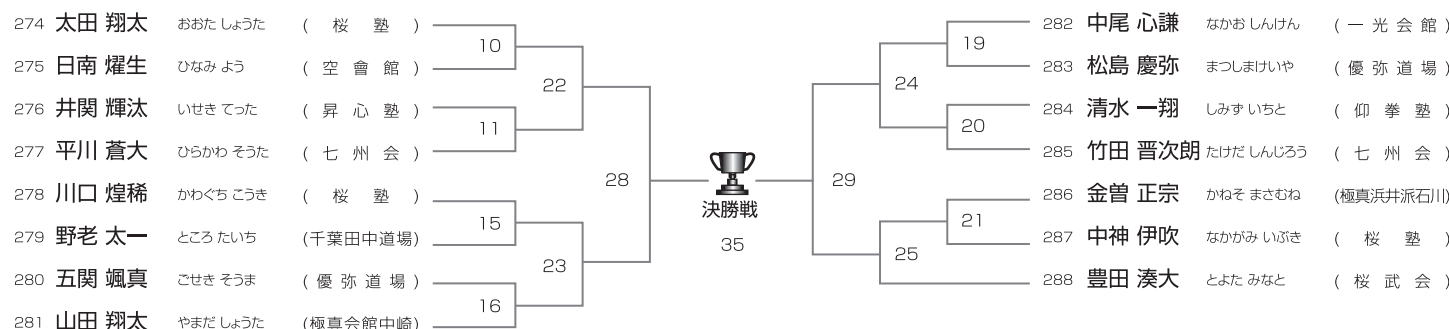 274 太田 翔太 おおた しょうた ( 桜 塾 )
275 日南 燿生 ひなみ よう ( 空 會 館 )
276 井関 輝汰 いせき てった ( 昇 心 塾 )
277 平川 蒼大 ひらかわ そうた ( 七 州 会 )
278 川口 煌稀 かわぐち こうき ( 桜 塾 )
279 野老 太一 ところ たいち (千葉田中道場)
280 五関 颯真 ごせき そうま ( 優 弥 道 場 )
281 山田 翔太 やまだ しょうた (極真会館中崎)
10
11
15
16
22
23
28
決勝戦
35
29
24
25
19
20
21
282 中尾 心謙 なかお しんけん ( 一 光 会 館 )
283 松島 慶弥 まつしまけいや ( 優 弥 道 場 )
284 清水 一翔 しみず いちと ( 仰 拳 塾 )
285 竹田 晋次朗 たけだ しんじろう ( 七 州 会 )
286 金曽 正宗 かねそ まさむね (極真浜井派石川)
287 中神 伊吹 なかがみ いぶき ( 桜 塾 )
288 豊田 湊大 とよた みなと ( 桜 武 会 )